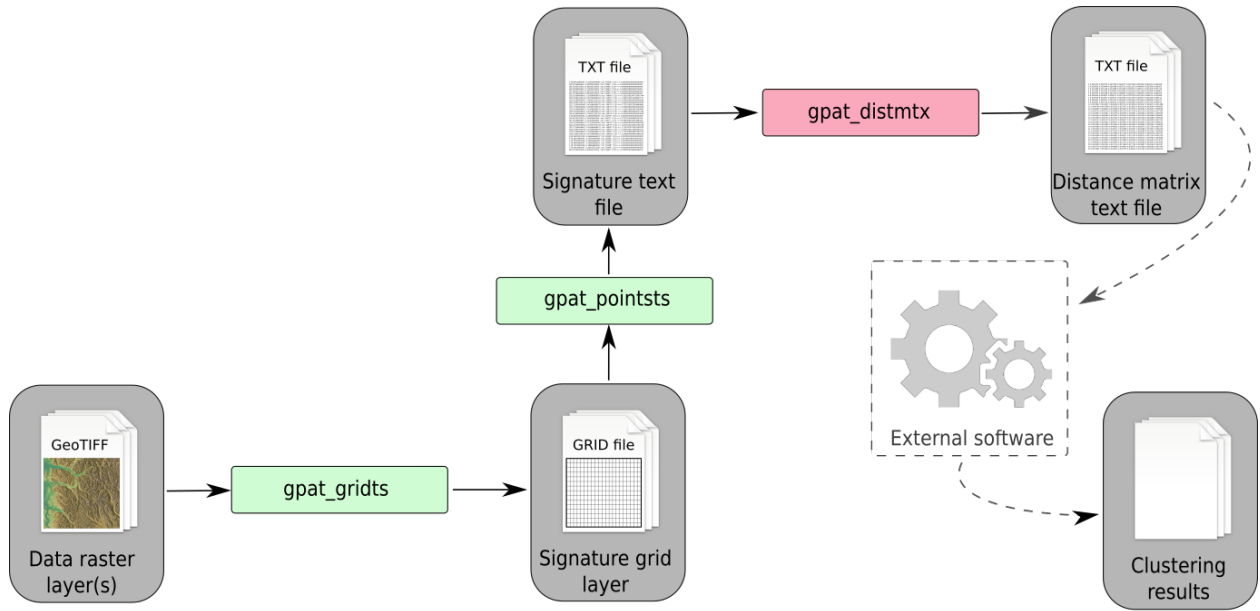 TXT file
Signature text
file
gpat_distmtx
TXT file
Distance matrix
text file
gpat_pointsts
External software
GeoTIFF
Data raster
layer(s)
gpat_gridts
GRID file
Signature grid
layer
Clustering
results